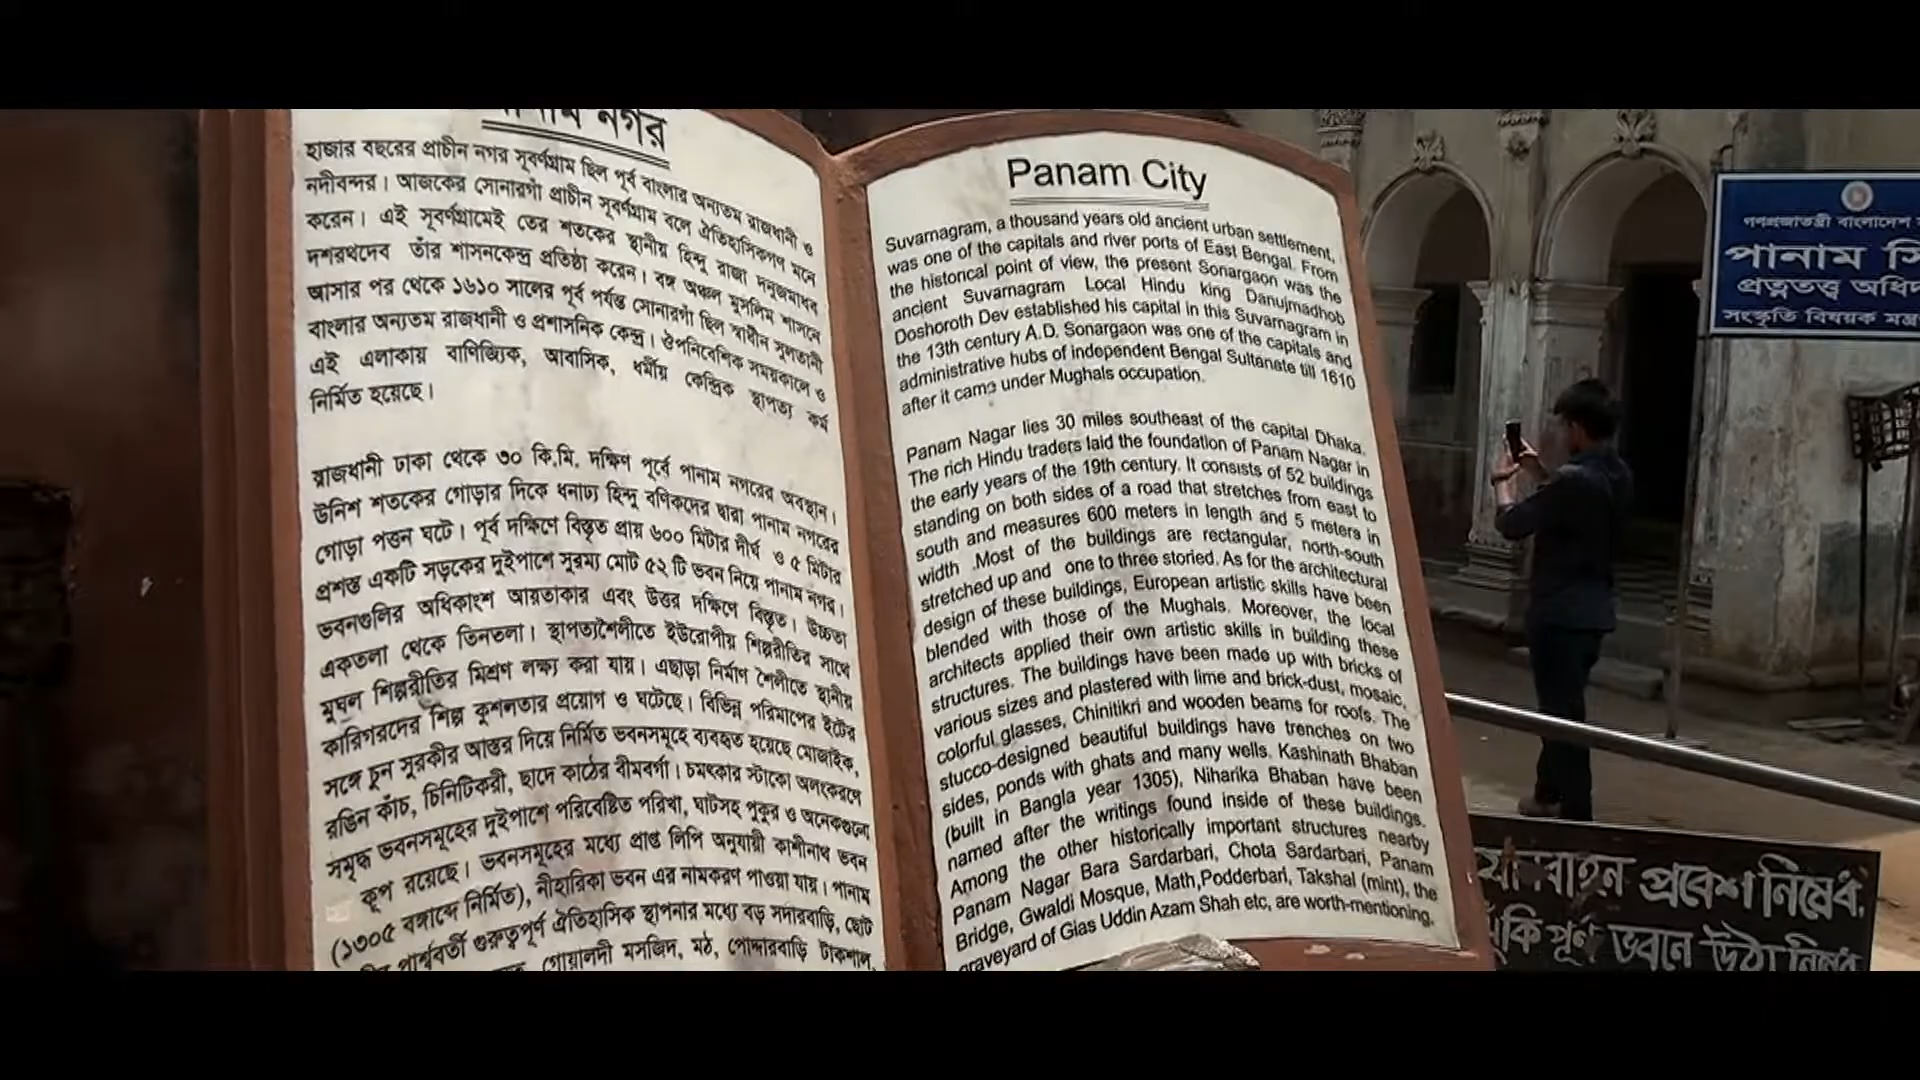 নগর
হাজার বছরের প্রাচীন নগর সুবর্ণগ্রাম ছিল পূর্ব বাংলার অন্যতম রাজধানী ও
নদীবন্দর। আজকের সোনারগাঁ প্রাচীন সুবর্ণগ্রাম বলে ঐতিহাসিকগণ মনে
করেন। এই সুবর্ণগ্রামেই তের শতকের স্থানীয় হিন্দু রাজা দনুজমাধব
দশরথদেব তাঁর শাসনকেন্দ্র প্রতিষ্ঠা করেন। বঙ্গ অঞ্চল মুসলিম শাসনে
আসার পর থেকে ১৬১০ সালের পূর্ব পর্যন্ত সোনারগাঁ ছিল স্বাধীন সুলতানী
বাংলার অন্যতম রাজধানী ও প্রশাসনিক কেন্দ্র। ঔপনিবেশিক সময়কালে ও
এই এলাকায় বাণিজ্যিক, আবাসিক, ধর্মীয় কেন্দ্রিক স্থাপত্য কর্ম
নির্মিত হয়েছে।
রাজধানী ঢাকা থেকে ৩০ কি.মি. দক্ষিণ পূর্বে পানাম নগরের অবস্থান।
উনিশ শতকের গোড়ার দিকে ধনাঢ্য হিন্দু বণিকদের দ্বারা পানাম নগরের
গোড়া পত্তন ঘটে। পূর্ব দক্ষিণে বিস্তৃত প্রায় ৬০০ মিটার দীর্ঘ ও ৫ মিটার
প্রশস্ত একটি সড়কের দুইপাশে সুরম্য মোট ৫২ টি ভবন নিয়ে পানাম নগর।
ভবনগুলির অধিকাংশ আয়তাকার এবং উত্তর দক্ষিণে বিস্তৃত। উচ্চতা
একতলা থেকে তিনতলা। স্থাপত্যশৈলীতে ইউরোপীয় শিল্পরীতির সাথে
মুঘল শিল্পরীতির মিশ্রণ লক্ষ্য করা যায়। এছাড়া নির্মাণ শৈলীতে স্থানীয়
কারিগরদের শিল্প কুশলতার প্রয়োগ ও ঘটেছে। বিভিন্ন পরিমাপের ইটের
সঙ্গে চুন সুরকীর আস্তর দিয়ে নির্মিত ভবনসমূহে ব্যবহৃত হয়েছে মোজাইক,
রঙিন কাঁচ, চিনিটিকরী, ছাদে কাঠের বীমবর্গা। চমৎকার স্টাকো অলংকরণে
সমৃদ্ধ ভবনসমূহের দুইপাশে পরিবেষ্টিত পরিখা, ঘাটসহ পুকুর ও অনেকগুলো
কূপ রয়েছে। ভবনসমূহের মধ্যে প্রাপ্ত লিপি অনুযায়ী কাশীনাথ ভবন
(১৩০৫ বঙ্গাব্দে নির্মিত), নীহারিকা ভবন এর নামকরণ পাওয়া যায়। পানাম
পার্শ্ববর্তী গুরুত্বপূর্ণ ঐতিহাসিক স্থাপনার মধ্যে বড় সর্দারবাড়ি, ছোট
গোয়ালদী মসজিদ, মঠ, পোদ্দারবাড়ি টাকশাল,
Panam City
Suvarnagram, a thousand years old ancient urban settlement,
was one of the capitals and river ports of East Bengal. From
the historical point of view, the present Sonargaon was the
ancient Suvarnagram Local Hindu king Danujmadhob
Doshoroth Dev established his capital in this Suvarnagram in
the 13th century A.D. Sonargaon was one of the capitals and
administrative hubs of independent Bengal Sultanate till 1610
after it came under Mughals occupation.
Panam Nagar lies 30 miles southeast of the capital Dhaka.
The rich Hindu traders laid the foundation of Panam Nagar in
the early years of the 19th century. It consists of 52 buildings
standing on both sides of a road that stretches from east to
south and measures 600 meters in length and 5 meters in
width .Most of the buildings are rectangular, north-south
stretched up and one to three storied. As for the architectural
design of these buildings, European artistic skills have been
blended with those of the Mughals. Moreover, the local
architects applied their own artistic skills in building these
structures. The buildings have been made up with bricks of
various sizes and plastered with lime and brick-dust, mosaic,
colorful glasses, Chinitikri and wooden beams for roofs. The
stucco-designed beautiful buildings have trenches on two
sides, ponds with ghats and many wells. Kashinath Bhaban
(built in Bangla year 1305), Niharika Bhaban have been
named after the writings found inside of these buildings.
Among the other historically important structures nearby
Panam Nagar Bara Sardarbari, Chota Sardarbari, Panam
Bridge, Gwaldi Mosque, Math,Podderbari, Takshal (mint), the
graveyard of Gias Uddin Azam Shah etc, are worth-mentioning.
গণপ্রজাতন্ত্রী বাংলাদেশ
পানাম সি
প্রত্নতত্ত্ব অধিদ
সংস্কৃতি বিষয়ক মন্ত্র
যানবাহন প্রবেশ নিষেধ.
ঝুঁকি পূর্ণ ভবনে উঠা নিষেধ